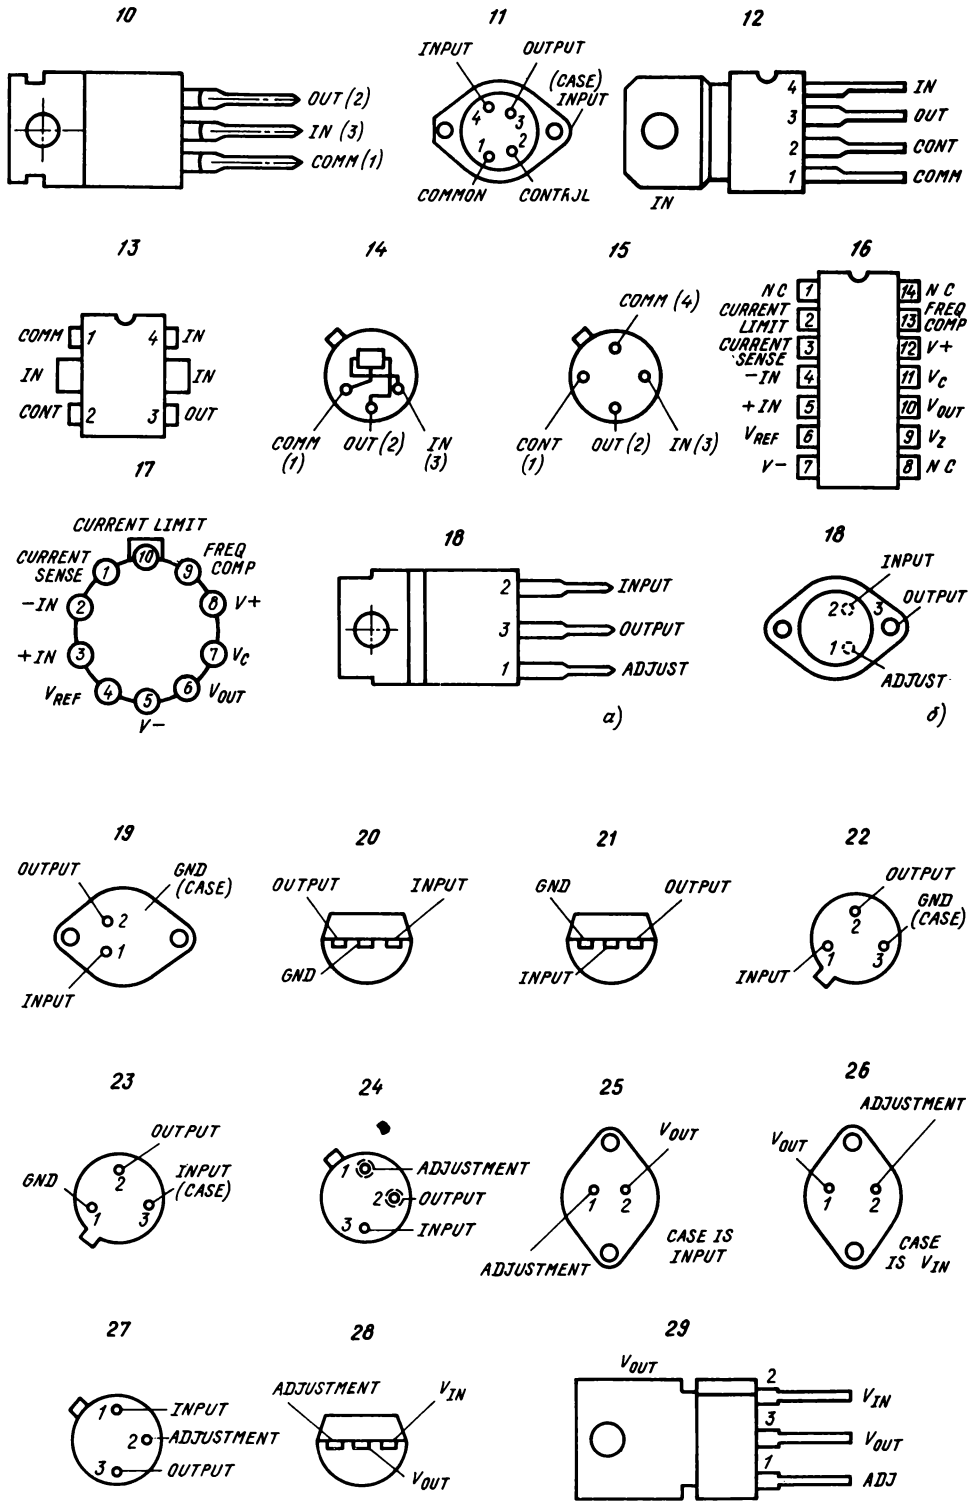 10
OUT (2)
IN (3)
COMM (1)
11
INPUT
OUTPUT
(CASE)
INPUT
4
3
1
2
COMMON
CONTROL
12
4
IN
3
OUT
2
CONT
1
COMM
IN
13
COMM
1
4
IN
IN
IN
CONT
2
3
OUT
14
COMM
(1)
OUT (2)
IN
(3)
15
COMM (4)
CONT
(1)
OUT (2)
IN (3)
16
NC
1
14
NC
CURRENT
LIMIT
2
13
FREQ
COMP
CURRENT
SENSE
3
12
V+
-IN
4
11
VC
+IN
5
10
VOUT
VREF
6
9
VZ
V-
7
8
NC
17
CURRENT LIMIT
10
CURRENT
SENSE
1
9
FREQ
COMP
-IN
2
8
V+
+IN
3
7
VC
VREF
4
6
VOUT
5
V-
18
2
INPUT
3
OUTPUT
1
ADJUST
а)
18
INPUT
2
3
OUTPUT
1
ADJUST
б)
19
OUTPUT
GND
(CASE)
2
1
INPUT
20
OUTPUT
INPUT
GND
21
GND
OUTPUT
INPUT
22
OUTPUT
GND
(CASE)
2
1
3
INPUT
23
OUTPUT
2
GND
INPUT
(CASE)
1
3
24
1
ADJUSTMENT
2
OUTPUT
3
INPUT
25
VOUT
1
2
ADJUSTMENT
CASE IS
INPUT
26
ADJUSTMENT
VOUT
1
2
CASE
IS VIN
27
1
INPUT
2
ADJUSTMENT
3
OUTPUT
28
ADJUSTMENT
VIN
VOUT
29
VOUT
2
VIN
3
VOUT
1
ADJ